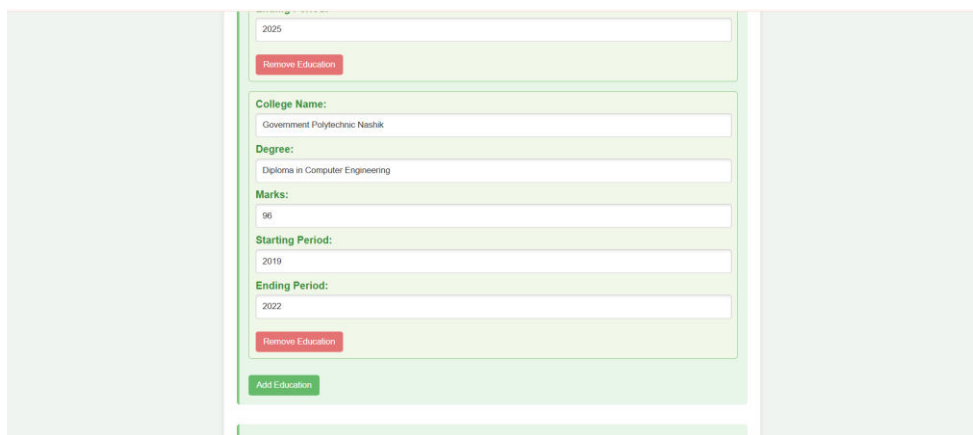 2025
Remove Education
College Name:
Government Polytechnic Nashik
Degree:
Diploma in Computer Engineering
Marks:
96
Starting Period:
2019
Ending Period:
2022
Remove Education
Add Education